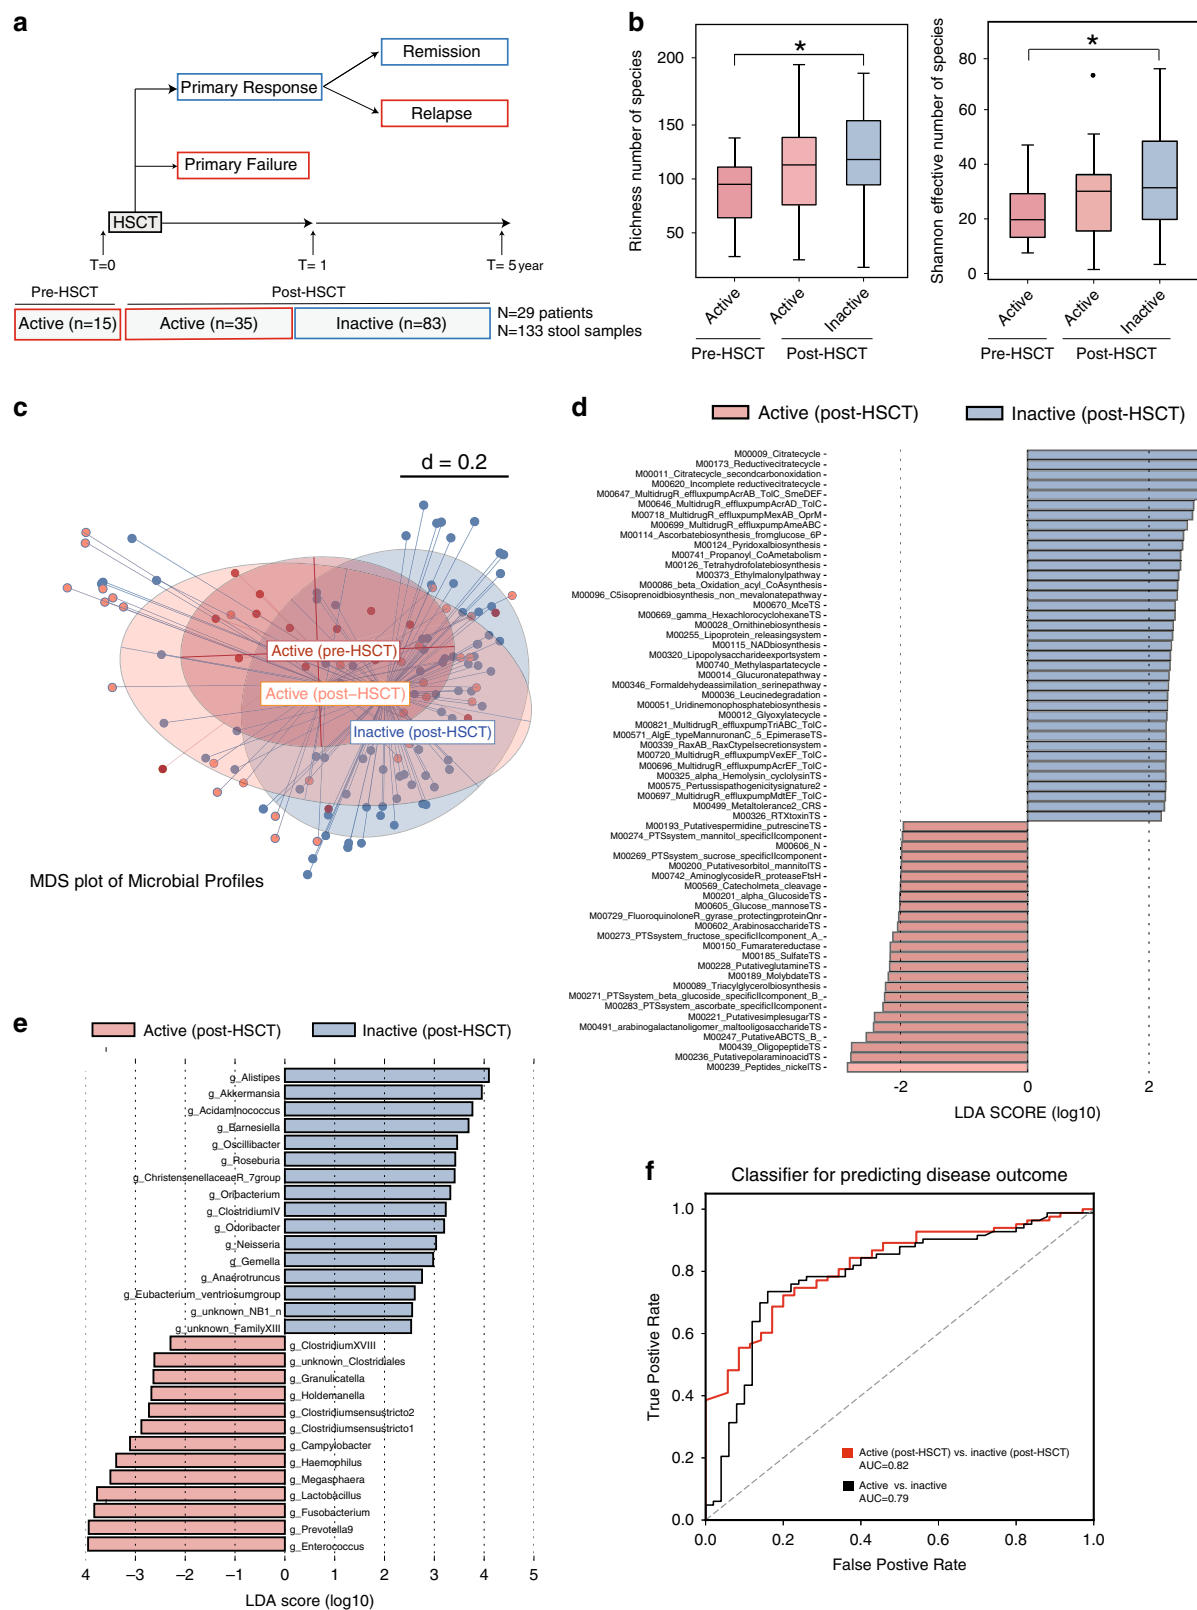 a
Remission
Primary Response
Relapse
Primary Failure
HSCT
T=0
T= 1
T= 5 year
Pre-HSCT
Post-HSCT
Active (n=15)
Active (n=35)
Inactive (n=83)
N=29 patients
N=133 stool samples
b
Richness number of species
200
150
100
50
*
Active
Active
Inactive
Pre-HSCT
Post-HSCT
Shannon effective number of species
80
60
40
20
0
*
Active
Active
Inactive
Pre-HSCT
Post-HSCT
c
d = 0.2
Active (pre-HSCT)
Active (post–HSCT)
Inactive (post-HSCT)
MDS plot of Microbial Profiles
d
Active (post-HSCT)
Inactive (post-HSCT)
M00009_Citratecycle
M00173_Reductivecitratecycle
M00011_Citratecycle_secondcarbonoxidation
M00620_Incomplete reductivecitratecycle
M00647_MultidrugR_effluxpumpAcrAB_TolC_SmeDEF
M00646_MultidrugR_effluxpumpAcrAD_TolC
M00718_MultidrugR_effluxpumpMexAB_OprM
M00699_MultidrugR_effluxpumpAmeABC
M00114_Ascorbatebiosynthesis_fromglucose_6P
M00124_Pyridoxalbiosynthesis
M00741_Propanoyl_CoAmetabolism
M00126_Tetrahydrofolatebiosynthesis
M00373_Ethylmalonylpathway
M00086_beta_Oxidation_acyl_CoAsynthesis
M00096_C5isoprenoidbiosynthesis_non_mevalonatepathway
M00670_MceTS
M00669_gamma_HexachlorocyclohexaneTS
M00028_Ornithinebiosynthesis
M00255_Lipoprotein_releasingsystem
M00115_NADbiosynthesis
M00320_Lipopolysaccharideexportsystem
M00740_Methylaspartatecycle
M00014_Glucuronatepathway
M00346_Formaldehydeassimilation_serinepathway
M00036_Leucinedegradation
M00051_Uridinemonophosphatebiosynthesis
M00012_Glyoxylatecycle
M00821_MultidrugR_effluxpumpTriABC_TolC
M00571_AlgE_typeMannuronanC_5_EpimeraseTS
M00339_RaxAB_RaxCtypeIsecretionsystem
M00720_MultidrugR_effluxpumpVexEF_TolC
M00696_MultidrugR_effluxpumpAcrEF_TolC
M00325_alpha_Hemolysin_cyclolysinTS
M00575_Pertussispathogenicitysignature2
M00697_MultidrugR_effluxpumpMdtEF_TolC
M00499_Metaltolerance2_CRS
M00326_RTXtoxinTS
M00193_Putativespermidine_putrescineTS
M00274_PTSsystem_mannitol_specificIIcomponent
M00606_N
M00269_PTSsystem_sucrose_specificIIcomponent
M00200_Putativesorbitol_mannitolTS
M00742_AminoglycosideR_proteaseFtsH
M00569_Catecholmeta_cleavage
M00201_alpha_GlucosideTS
M00605_Glucose_mannoseTS
M00729_FluoroquinoloneR_gyrase_protectingproteinQnr
M00602_ArabinosaccharideTS
M00273_PTSsystem_fructose_specificIIcomponent_A_
M00150_Fumaratereductase
M00185_SulfateTS
M00228_PutativeglutamineTS
M00189_MolybdateTS
M00089_Triacylglycerolbiosynthesis
M00271_PTSsystem_beta_glucoside_specificIIcomponent_B_
M00283_PTSsystem_ascorbate_specificIIcomponent
M00221_PutativesimplesugarTS
M00491_arabinogalactanoligomer_maltooligosaccharideTS
M00247_PutativeABCTS_B_
M00439_OligopeptideTS
M00236_PutativepolaraminoacidTS
M00239_Peptides_nickelTS
-2
0
2
LDA SCORE (log10)
e
Active (post-HSCT)
Inactive (post-HSCT)
g_Alistipes
g_Akkermansia
g_Acidaminococcus
g_Barnesiella
g_Oscillibacter
g_Roseburia
g_ChristensenellaceaeR_7group
g_Oribacterium
g_ClostridiumIV
g_Odoribacter
g_Neisseria
g_Gemella
g_Anaerotruncus
g_Eubacterium_ventriosumgroup
g_unknown_NB1_n
g_unknown_FamilyXIII
g_ClostridiumXVIII
g_unknown_Clostridiales
g_Granulicatella
g_Holdemanella
g_Clostridiumsensustricto2
g_Clostridiumsensustricto1
g_Campylobacter
g_Haemophilus
g_Megasphaera
g_Lactobacillus
g_Fusobacterium
g_Prevotella9
g_Enterococcus
4
−3
−2
−1
0
1
2
3
4
5
LDA score (log10)
f
Classifier for predicting disease outcome
True Postive Rate
1.0
0.8
0.6
0.4
0.2
0.0
Active (post-HSCT) vs. inactive (post-HSCT)
AUC=0.82
Active vs. inactive
AUC=0.79
0.0
0.2
0.4
0.6
0.8
1.0
False Postive Rate